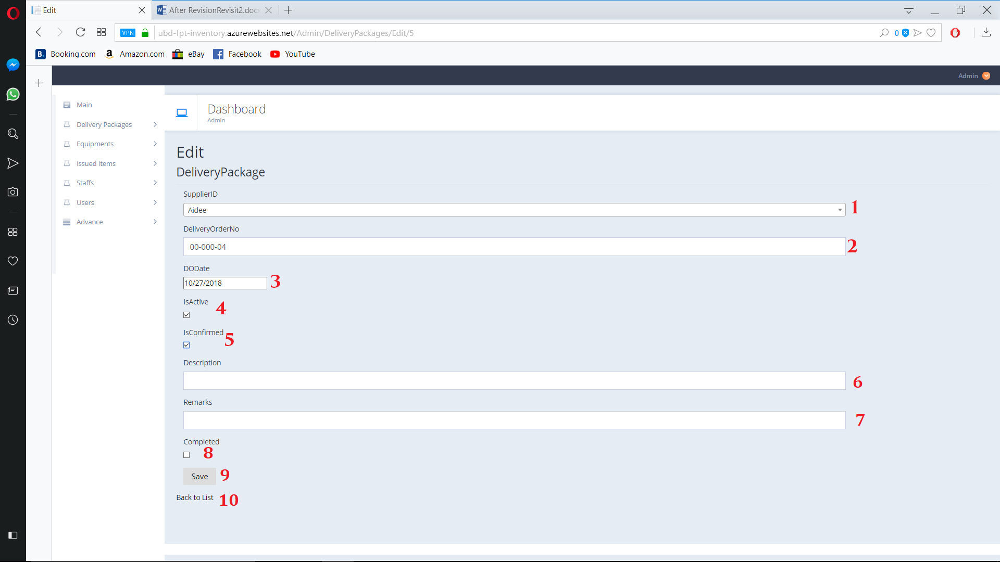 Edit
After RevisionRevisit2.docx
VPN
ubd-fpt-inventory.azurewebsites.net/Admin/DeliveryPackages/Edit/5
0
B. Booking.com
a Amazon.com
eBay
Facebook
YouTube
Admin
Main
Delivery Packages
Equipments
Issued Items
Staffs
Users
Advance
Dashboard
Admin
Edit
DeliveryPackage
SupplierID
Aidee 1
DeliveryOrderNo
00-000-04 2
DODate
10/27/2018 3
IsActive 4
IsConfirmed 5
Description
6
Remarks
7
Completed
8
Save 9
Back to List 10